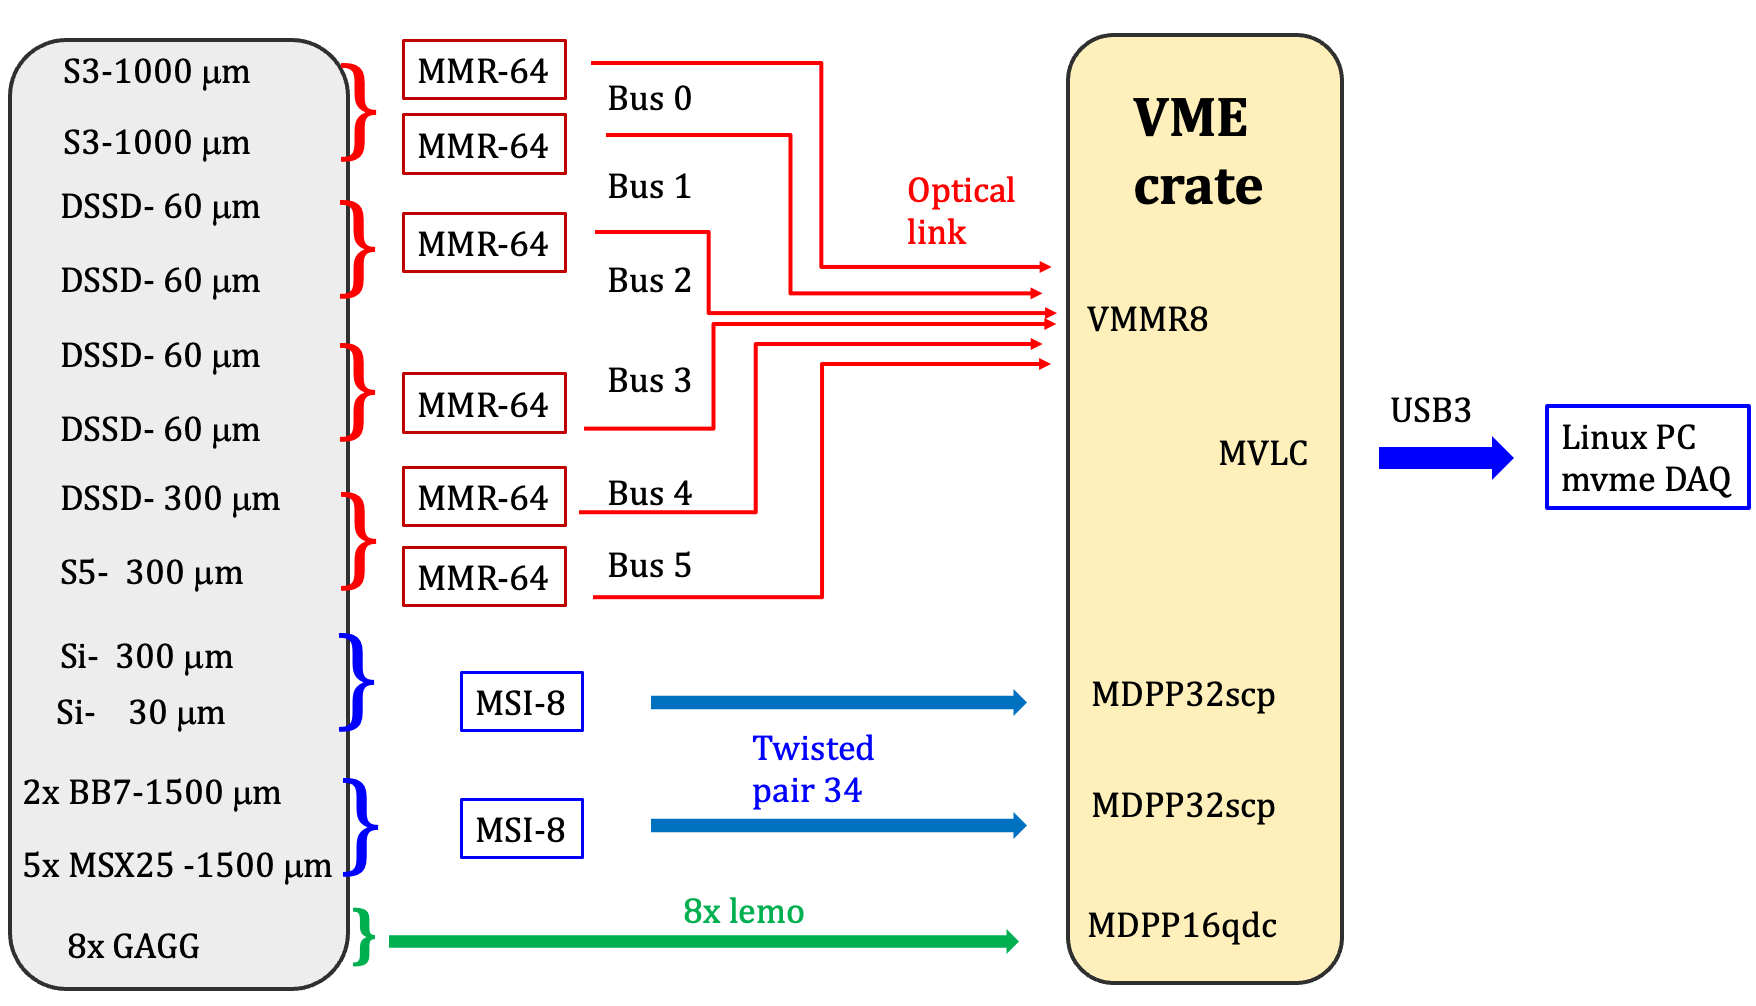 S3-1000 μm
S3-1000 μm
DSSD- 60 μm
DSSD- 60 μm
DSSD- 60 μm
DSSD- 60 μm
DSSD- 300 μm
S5- 300 μm
Si- 300 μm
Si- 30 μm
2x BB7-1500 μm
5x MSX25 -1500 μm
8x GAGG
MMR-64
MMR-64
MMR-64
MMR-64
MMR-64
MMR-64
MSI-8
MSI-8
Bus 0
Bus 1
Bus 2
Bus 3
Bus 4
Bus 5
Optical
link
Twisted
pair 34
8x lemo
VME
crate
VMMR8
MVLC
MDPP32scp
MDPP32scp
MDPP16qdc
USB3
Linux PC
mvme DAQ